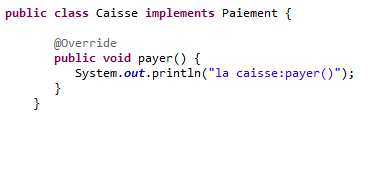 public class Caisse implements Paiement {
@Override
public void payer() {
System.out.println("la caisse:payer()");
}
}